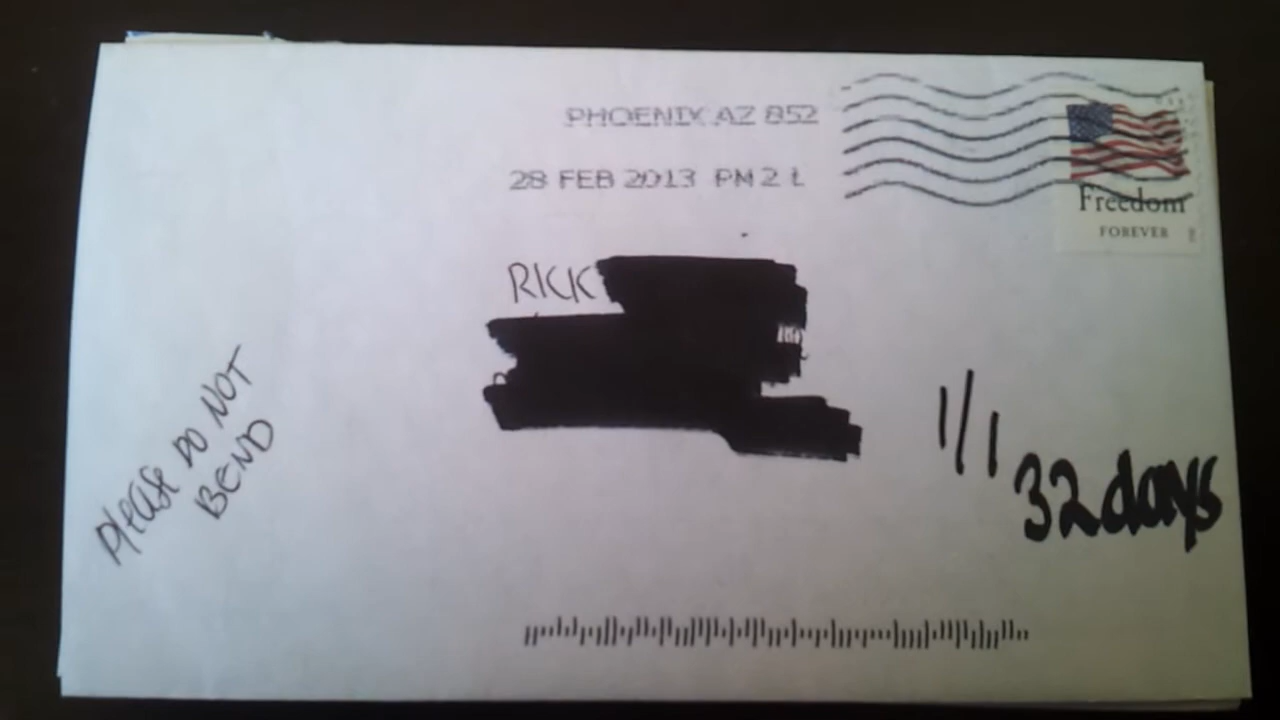 PHOENIX AZ 852
28 FEB 2013 PM 2 L
Freedom
FOREVER
RICK
PLEASE DO NOT
BEND
1/1
32 days